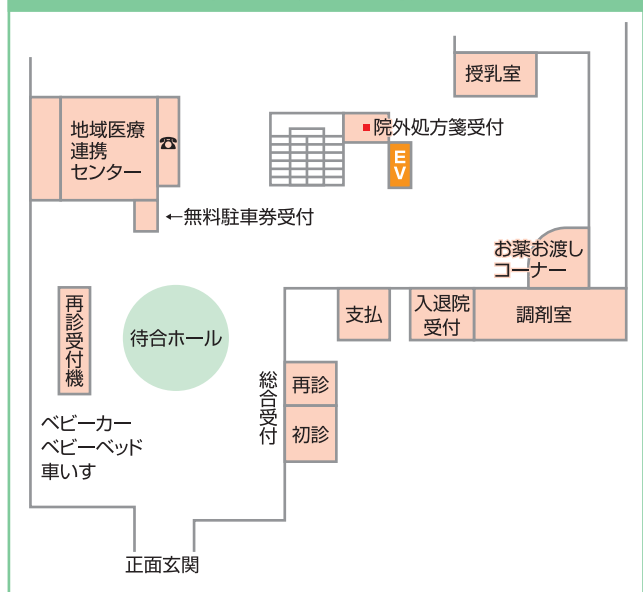 授乳室
院外処方箋受付
EV
地域医療
連携
センター
☎
←無料駐車券受付
お薬お渡し
コーナー
再診受付機
待合ホール
支払
入退院
受付
調剤室
総合受付
再診
初診
ベビーカー
ベビーベッド
車いす
正面玄関